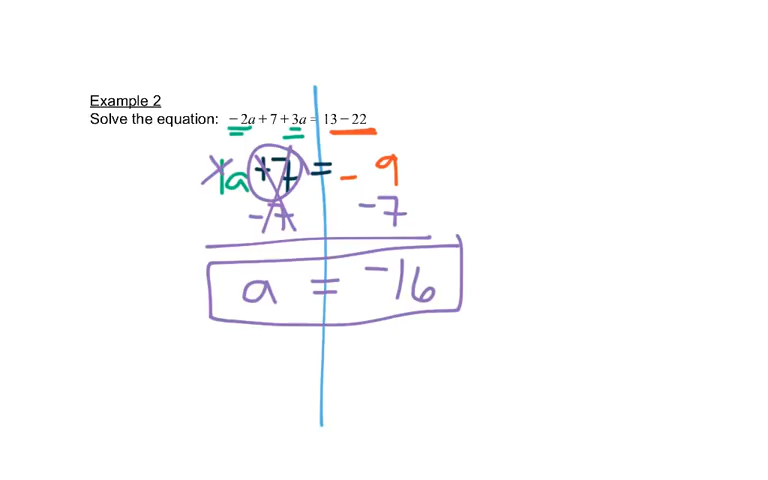 Example 2
Solve the equation: −2a + 7 + 3a = 13 − 22
1a +7 = - 9
-7 -7
a = -16